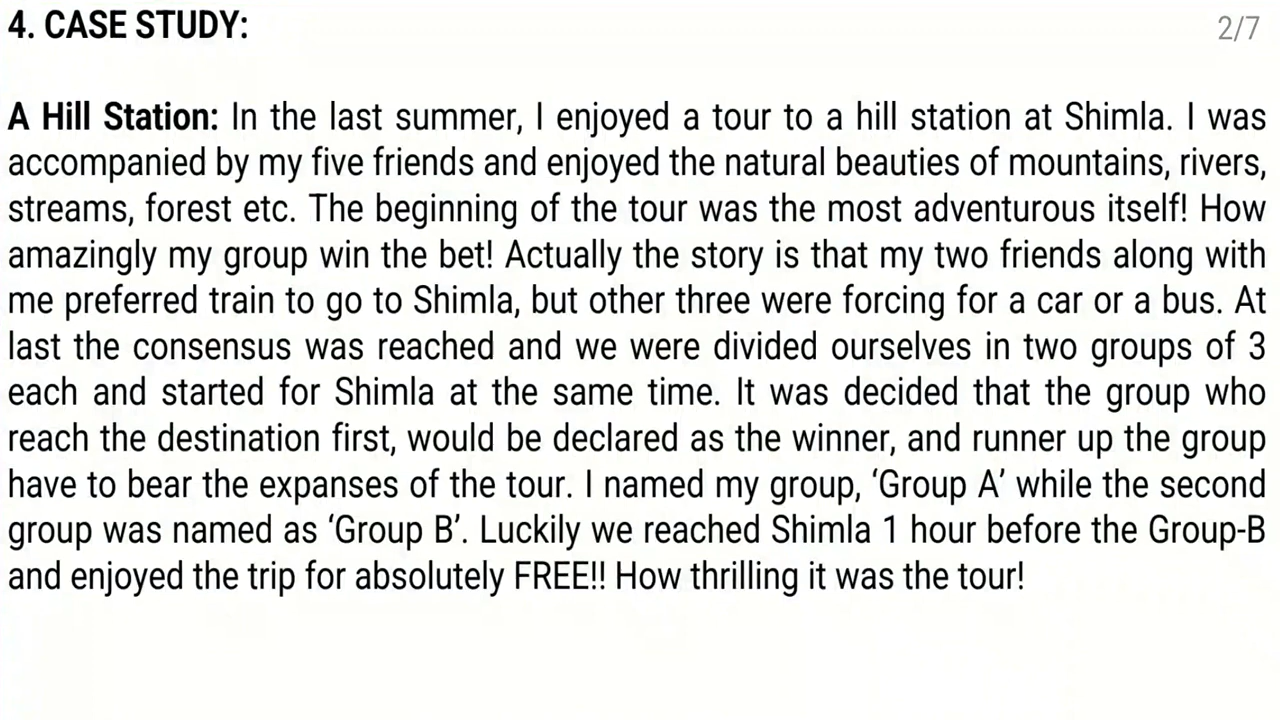 4. CASE STUDY:
2/7
A Hill Station: In the last summer, I enjoyed a tour to a hill station at Shimla. I was
accompanied by my five friends and enjoyed the natural beauties of mountains, rivers,
streams, forest etc. The beginning of the tour was the most adventurous itself! How
amazingly my group win the bet! Actually the story is that my two friends along with
me preferred train to go to Shimla, but other three were forcing for a car or a bus. At
last the consensus was reached and we were divided ourselves in two groups of 3
each and started for Shimla at the same time. It was decided that the group who
reach the destination first, would be declared as the winner, and runner up the group
have to bear the expanses of the tour. I named my group, ‘Group A’ while the second
group was named as ‘Group B’. Luckily we reached Shimla 1 hour before the Group-B
and enjoyed the trip for absolutely FREE!! How thrilling it was the tour!